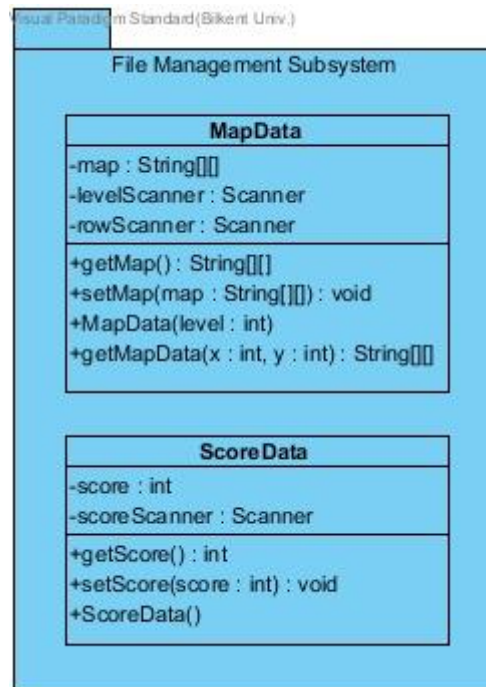 Visual Paradigm Standard(Bilkent Univ.)
File Management Subsystem
MapData
-map : String[][]
-levelScanner : Scanner
-rowScanner : Scanner
+getMap() : String[][]
+setMap(map : String[][]) : void
+MapData(level : int)
+getMapData(x : int, y : int) : String[][]
ScoreData
-score : int
-scoreScanner : Scanner
+getScore() : int
+setScore(score : int) : void
+ScoreData()